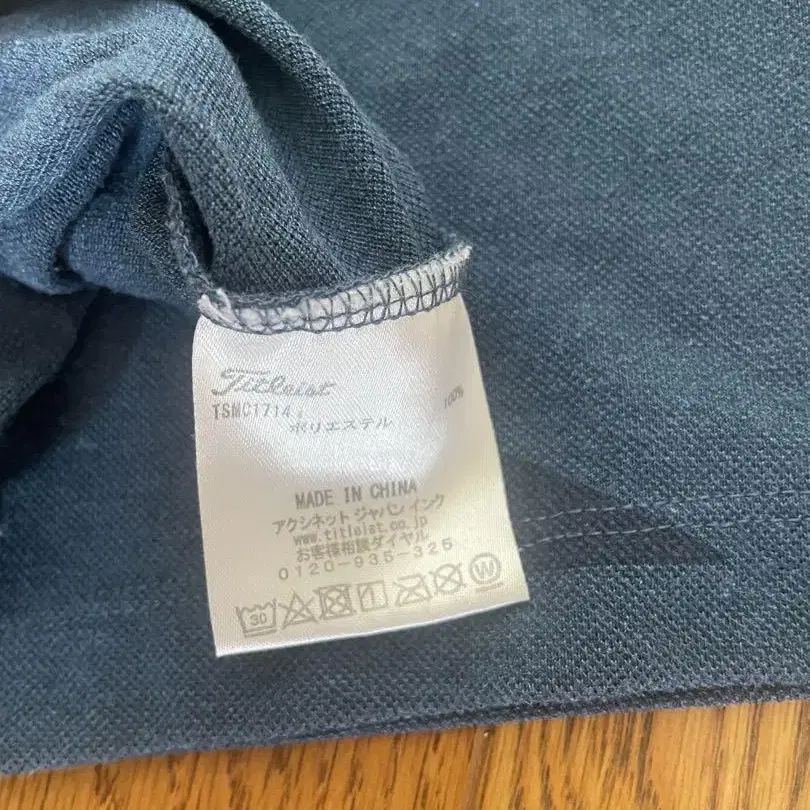 Titleist
TSMC1714
ポリエステル 100%
MADE IN CHINA
アクシネット ジャパン インク
www.titleist.co.jp
お客様相談ダイヤル
0120-935-325
30
W